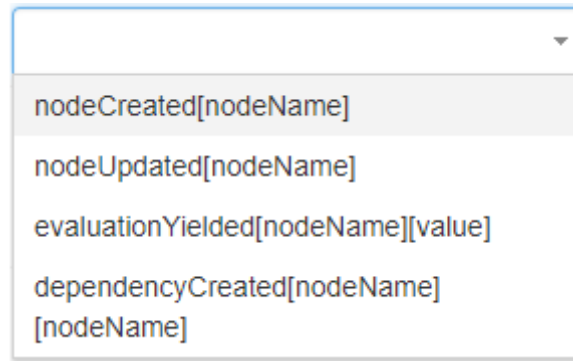 nodeCreated[nodeName]
nodeUpdated[nodeName]
evaluationYielded[nodeName][value]
dependencyCreated[nodeName]
[nodeName]